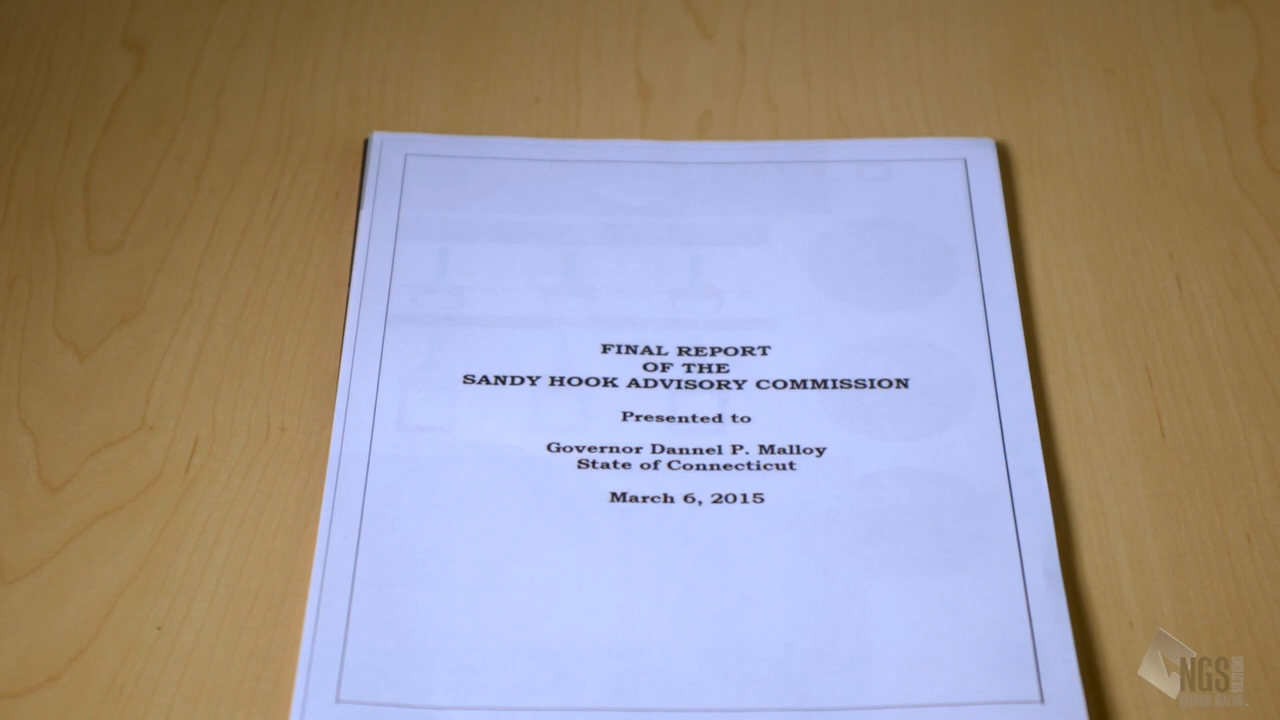 FINAL REPORT
OF THE
SANDY HOOK ADVISORY COMMISSION
Presented to
Governor Dannel P. Malloy
State of Connecticut
March 6, 2015
NGS
SOLUTIONS